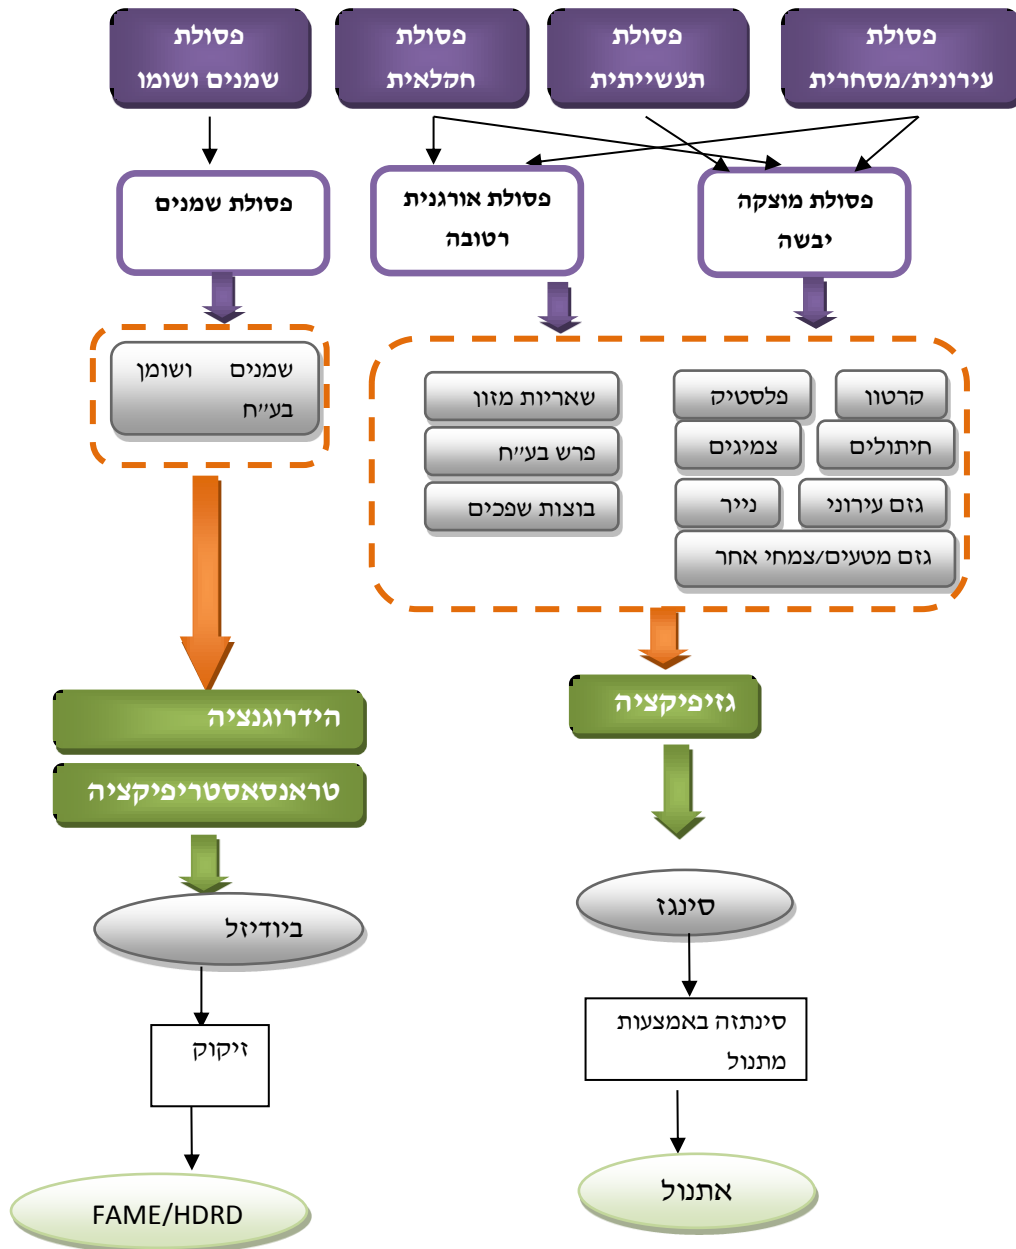 פסולת
עירונית/מסחרית
פסולת
תעשייתית
פסולת
חקלאית
פסולת
שמנים ושומו
פסולת מוצקה
יבשה
פסולת אורגנית
רטובה
פסולת שמנים
קרטוו
פלסטיק
חיתולים
צמיגים
גזם עירוני
נייר
גזם מטעים/צמחי אחר
שאריות מזון
פרש בע״ח
בוצות שפכים
שמנים ושומן
בע״ח
גזיפיקציה
הידרוגנציה
טראנסאסטריפיקציה
סינגז
ביודיזל
סינתזה באמצעות
מתנול
זיקוק
אתנול
FAME/HDRD